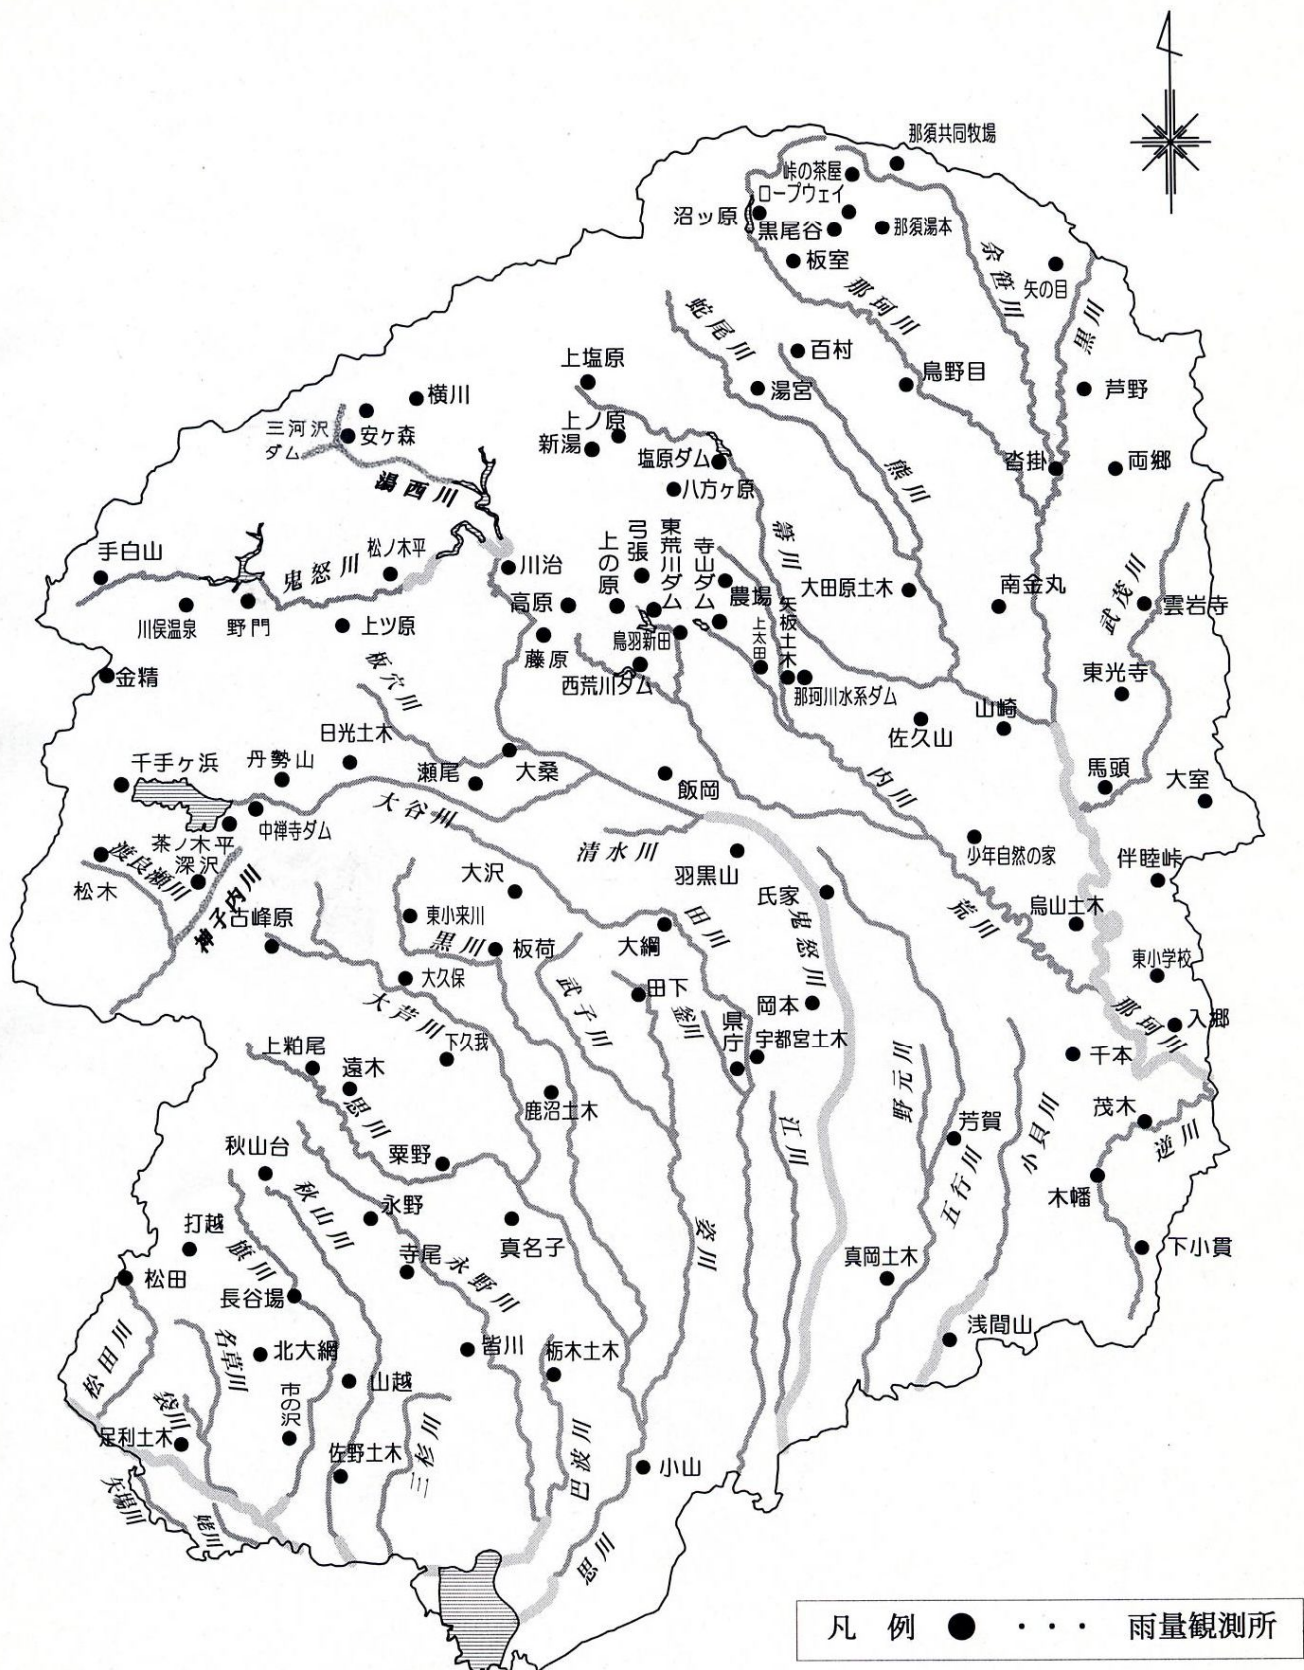 那須共同牧場
峠の茶屋
ロープウェイ
沼ッ原
黒尾谷
那須湯本
板室
余笹川
矢の目
那珂川
黒川
蛇尾川
百村
上塩原
湯宮
鳥野目
芦野
横川
三河沢
ダム
安ヶ森
上ノ原
新湯
塩原ダム
沓掛
両郷
湯西川
八方ヶ原
熊川
箒川
手白山
鬼怒川
松ノ木平
川治
上の原
弓張
東荒川ダム
寺山ダム
農場
大田原土木
南金丸
武茂川
雲岩寺
川俣温泉
野門
上ツ原
高原
藤原
鳥羽新田
上太田
矢板土木
金精
板穴川
西荒川ダム
那珂川水系ダム
東光寺
日光土木
佐久山
山崎
千手ヶ浜
丹勢山
瀬尾
大桑
飯岡
内川
馬頭
大室
中禅寺ダム
大谷川
茶ノ木平
清水川
羽黒山
少年自然の家
伴睦峠
渡良瀬川
深沢
松木
神子内川
大沢
氏家
荒川
烏山土木
古峰原
東小来川
黒川
板荷
大綱
田川
鬼怒川
東小学校
大久保
武子川
田下
釜川
岡本
大芦川
県庁
宇都宮土木
那珂川
入郷
下久我
上粕尾
遠木
思川
鹿沼土木
江川
野元川
千本
小貝川
茂木
逆川
芳賀
秋山台
粟野
五行川
木幡
秋山川
永野
打越
旗川
真名子
姿川
下小貫
松田
寺尾
永野川
真岡土木
長谷場
浅間山
松田川
名草川
北大綱
皆川
栃木土木
山越
袋川
市の沢
足利土木
佐野土木
三杉川
巴波川
小山
矢場川
姥川
思川
凡例 ● ・・・ 雨量観測所